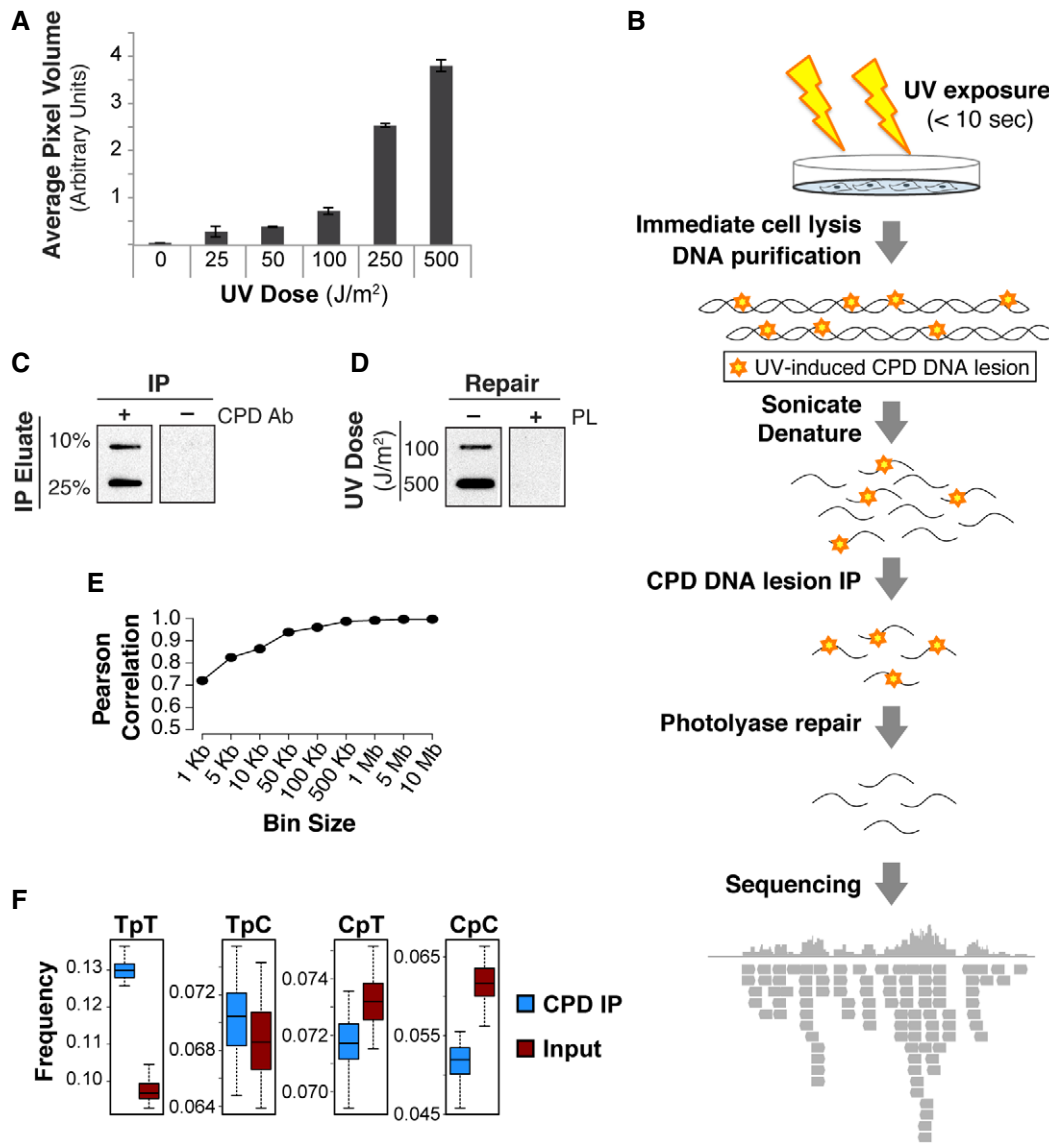 A
Average Pixel Volume
(Arbitrary Units)
4
3
2
1
0 25 50 100 250 500
UV Dose (J/m²)
B
UV exposure
(< 10 sec)
Immediate cell lysis
DNA purification
UV-induced CPD DNA lesion
Sonicate
Denature
CPD DNA lesion IP
Photolyase repair
Sequencing
C
IP
+ − CPD Ab
IP Eluate
10%
25%
D
Repair
− + PL
UV Dose
(J/m²)
100
500
E
Pearson
Correlation
1.0
0.9
0.8
0.7
0.6
0.5
1 Kb 5 Kb 10 Kb 50 Kb 100 Kb 500 Kb 1 Mb 5 Mb 10 Mb
Bin Size
F
Frequency
TpT
0.13
0.12
0.11
0.10
TpC
0.072
0.068
0.064
CpT
0.074
0.072
0.070
CpC
0.065
0.055
0.045
CPD IP
Input